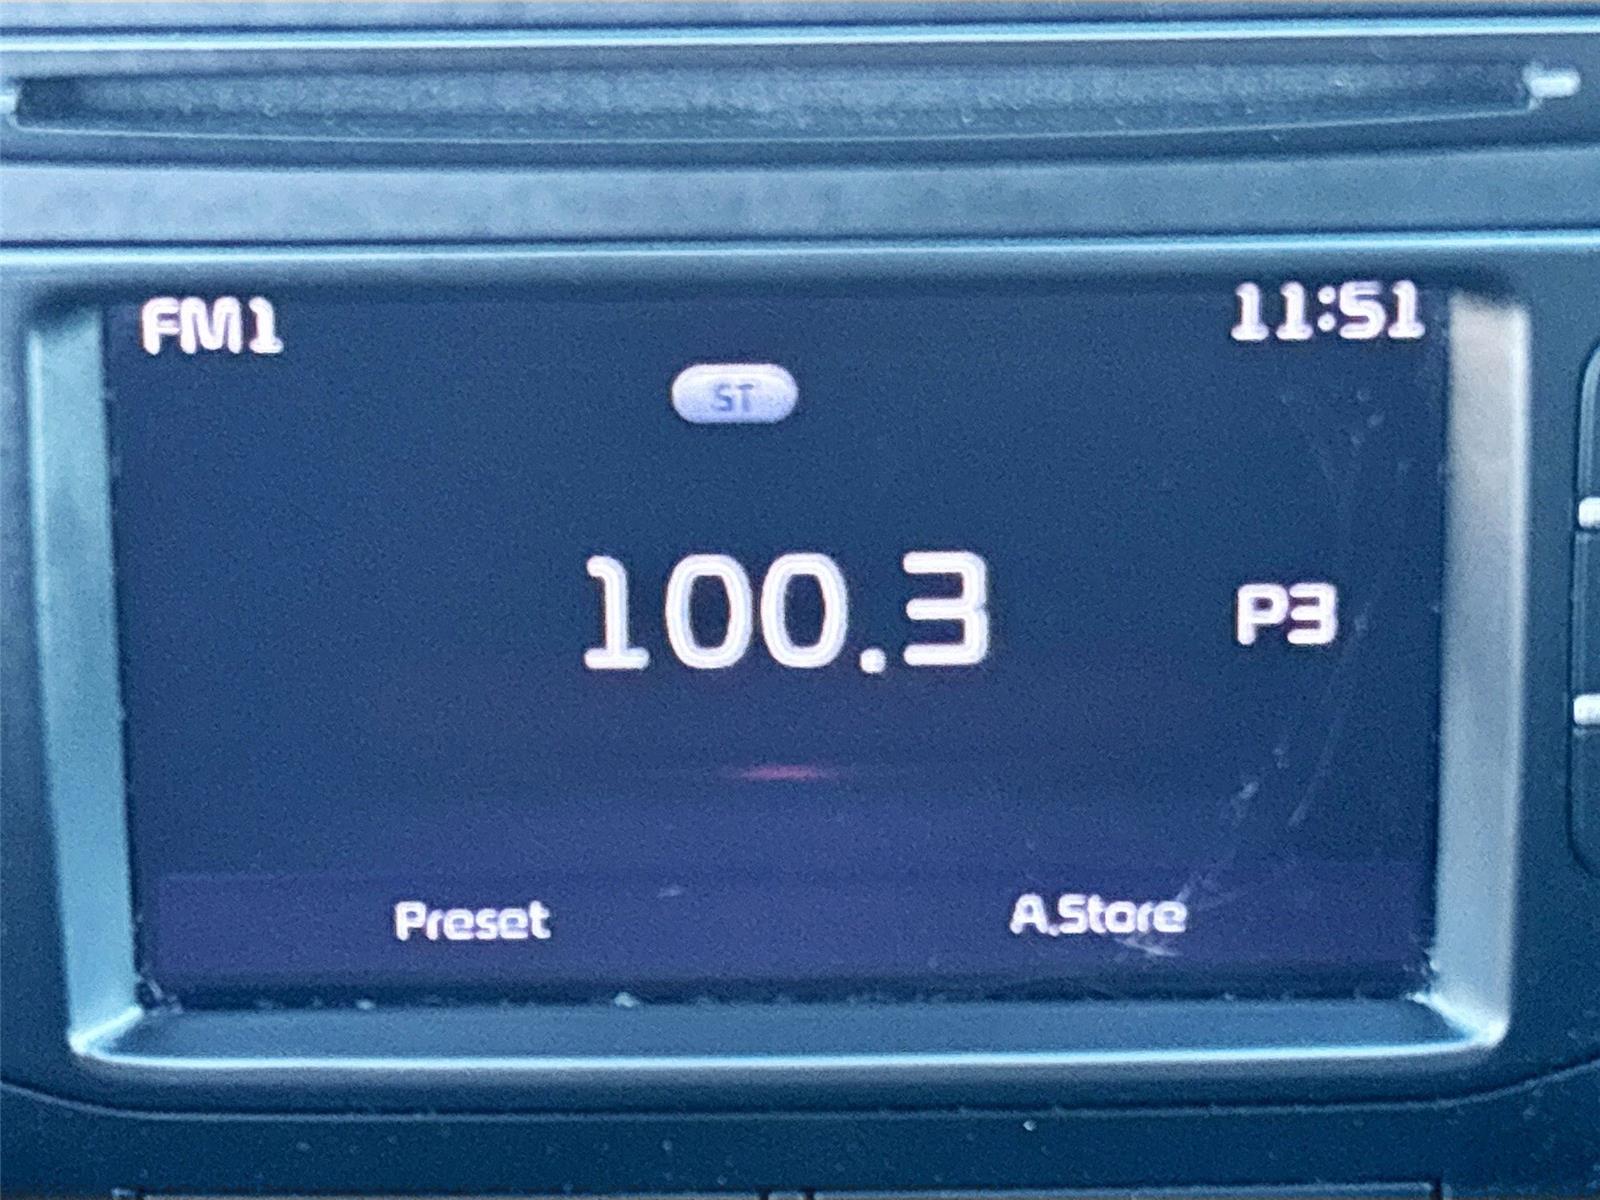 FM1
11:51
ST
100.3
P3
Preset
A.Store